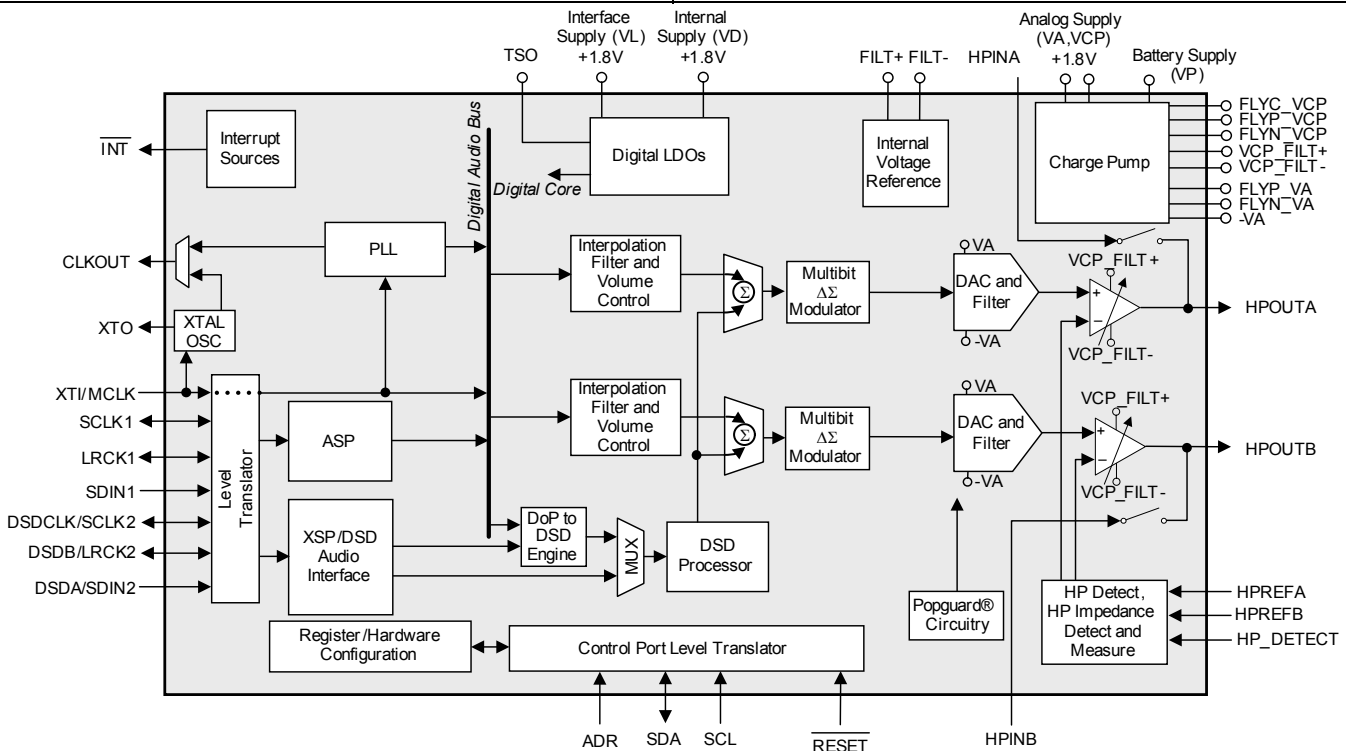 Interface
Supply (VL)
+1.8V
Internal
Supply (VD)
+1.8V
Analog Supply
(VA,VCP)
+1.8V
Battery Supply
(VP)
TSO
FILT+ FILT-
HPINA
INT
Interrupt
Sources
Digital Audio Bus
Digital LDOs
Digital Core
Internal
Voltage
Reference
Charge Pump
FLYC_VCP
FLYP_VCP
FLYN_VCP
VCP_FILT+
VCP_FILT-
FLYP_VA
FLYN_VA
-VA
CLKOUT
PLL
XTO
XTAL
OSC
Interpolation
Filter and
Volume
Control
Σ
Multibit
ΔΣ
Modulator
VA
DAC and
Filter
-VA
VCP_FILT+
+
−
VCP_FILT-
HPOUTA
XTI/MCLK
SCLK1
LRCK1
SDIN1
DSDCLK/SCLK2
DSDB/LRCK2
DSDA/SDIN2
Level
Translator
ASP
XSP/DSD
Audio
Interface
Interpolation
Filter and
Volume
Control
Σ
Multibit
ΔΣ
Modulator
VA
DAC and
Filter
-VA
VCP_FILT+
+
−
VCP_FILT-
HPOUTB
DoP to
DSD
Engine
MUX
DSD
Processor
Popguard®
Circuitry
HP Detect,
HP Impedance
Detect and
Measure
HPREFA
HPREFB
HP_DETECT
Register/Hardware
Configuration
Control Port Level Translator
ADR
SDA
SCL
RESET
HPINB